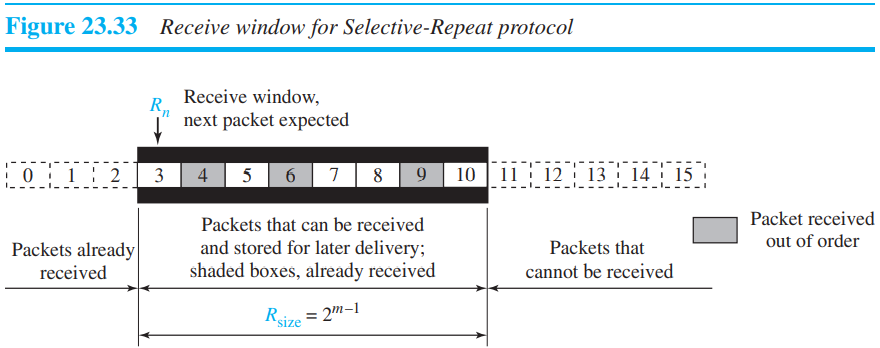 Figure 23.33 Receive window for Selective-Repeat protocol
Rn
Receive window,
next packet expected
0 1 2 3 4 5 6 7 8 9 10 11 12 13 14 15
Packets already
received
Packets that can be received
and stored for later delivery;
shaded boxes, already received
Packets that
cannot be received
Packet received
out of order
Rsize = 2^m–1